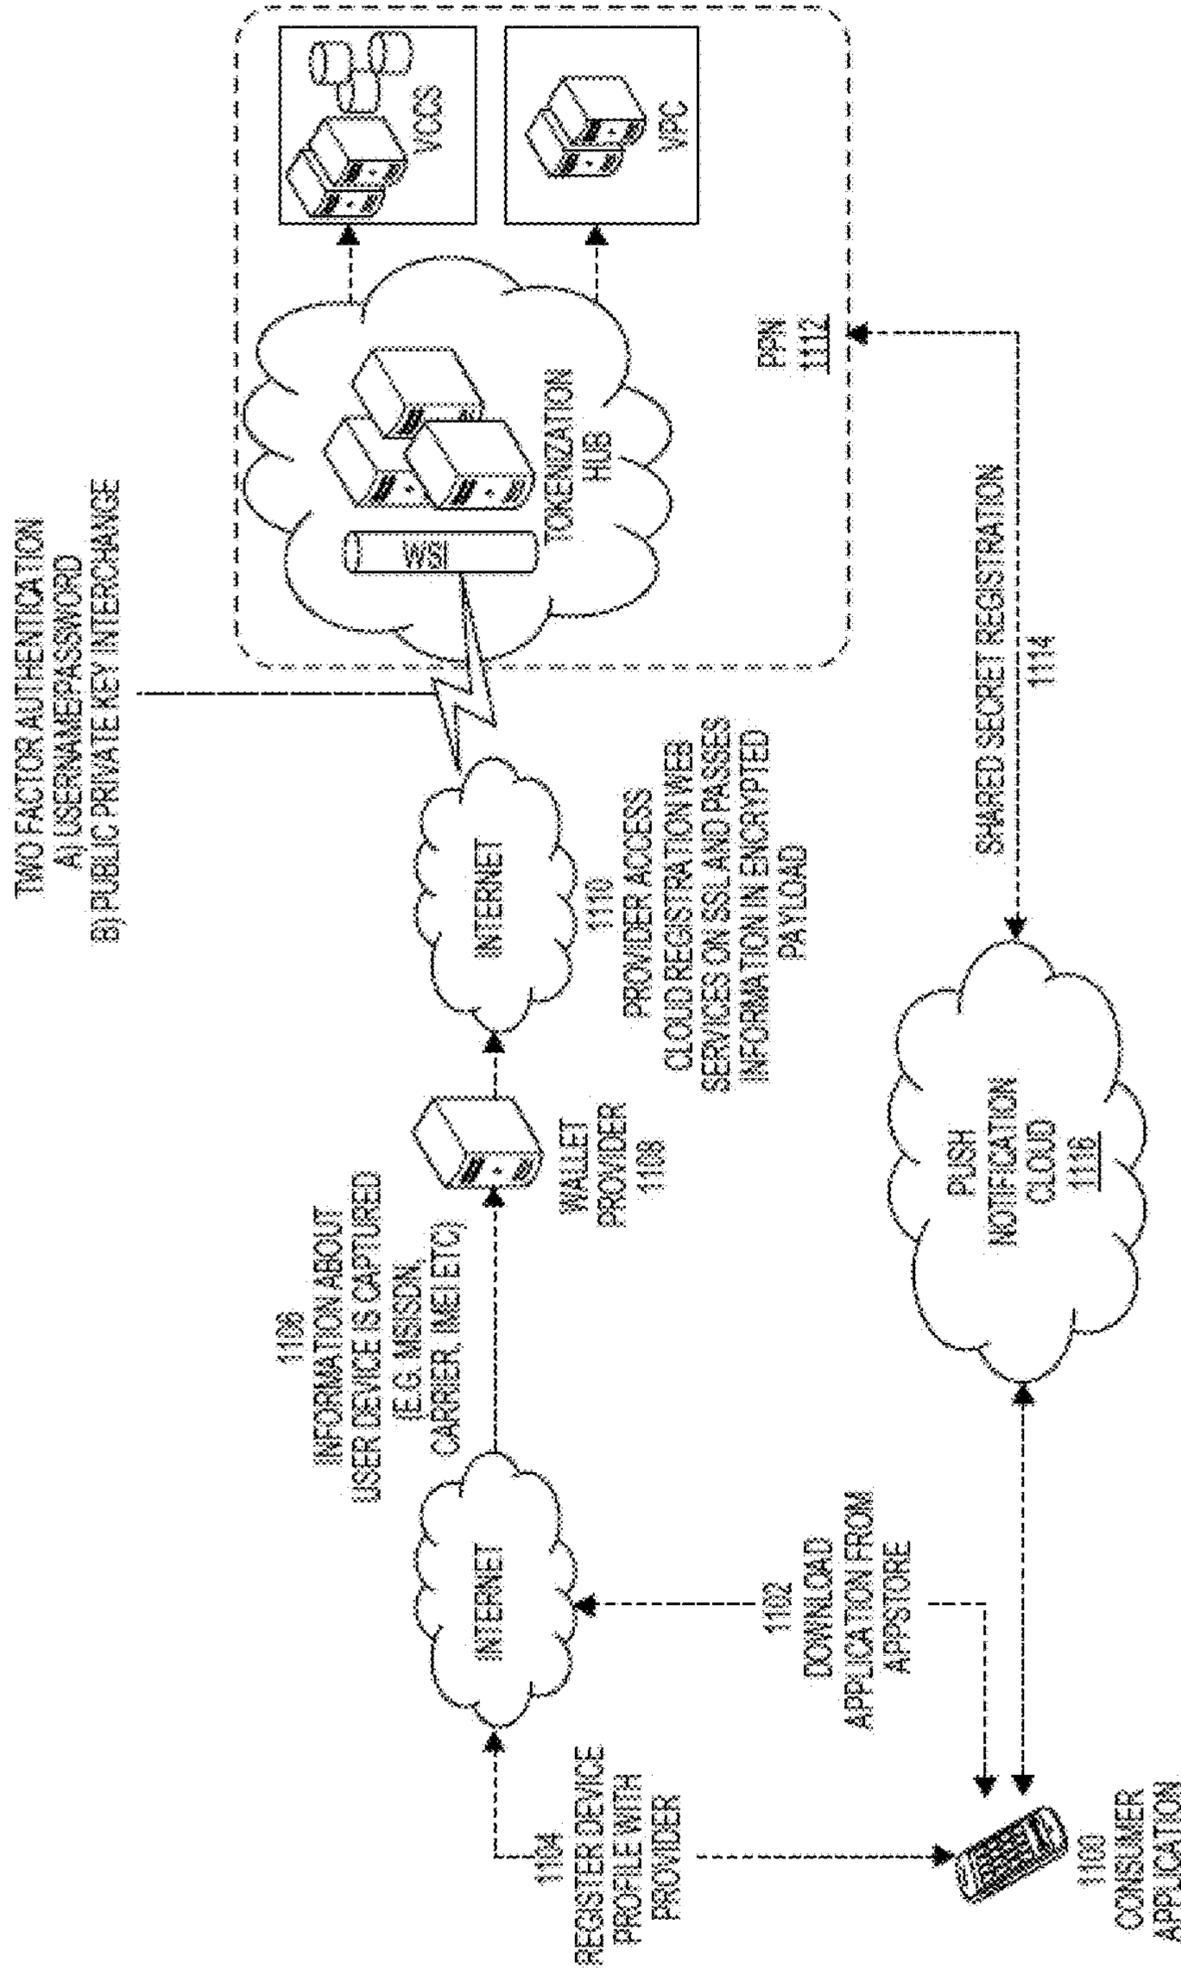 TWO FACTOR AUTHENTICATION
A) USERNAME/PASSWORD
B) PUBLIC PRIVATE KEY INTERCHANGE
1106
INFORMATION ABOUT
USER DEVICE IS CAPTURED
(E.G. MSISDN,
CARRIER, IMEI ETC)
INTERNET
WALLET
PROVIDER
1108
INTERNET
1110
PROVIDER ACCESS
CLOUD REGISTRATION WEB
SERVICES ON SSL AND PASSES
INFORMATION IN ENCRYPTED
PAYLOAD
WSI
TOKENIZATION
HUB
VCCS
VPC
PPN
1112
1104
REGISTER DEVICE
PROFILE WITH
PROVIDER
1102
DOWNLOAD
APPLICATION FROM
APPSTORE
PUSH
NOTIFICATION
CLOUD
1116
SHARED SECRET REGISTRATION
1114
1100
CONSUMER
APPLICATION